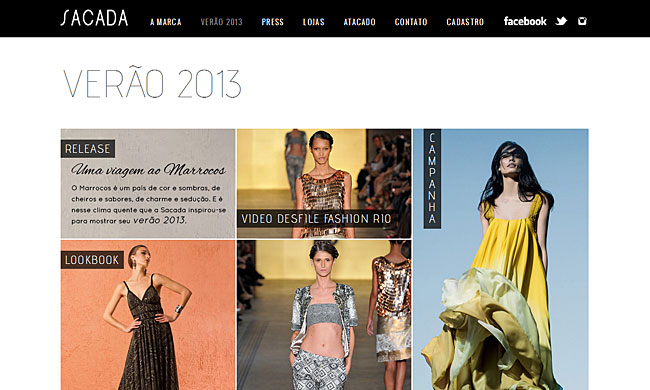 SACADA
A MARCA VERÃO 2013 PRESS LOJAS ATACADO CONTATO CADASTRO facebook
VERÃO 2013
RELEASE
Uma viagem ao Marrocos
O Marrocos é um país de cor e sombras, de
cheiros e sabores, de charme e sedução. E é
nesse clima quente que a Sacada inspirou-se
para mostrar seu verão 2013.
VIDEO DESFILE FASHION RIO
CAMPANHA
LOOKBOOK